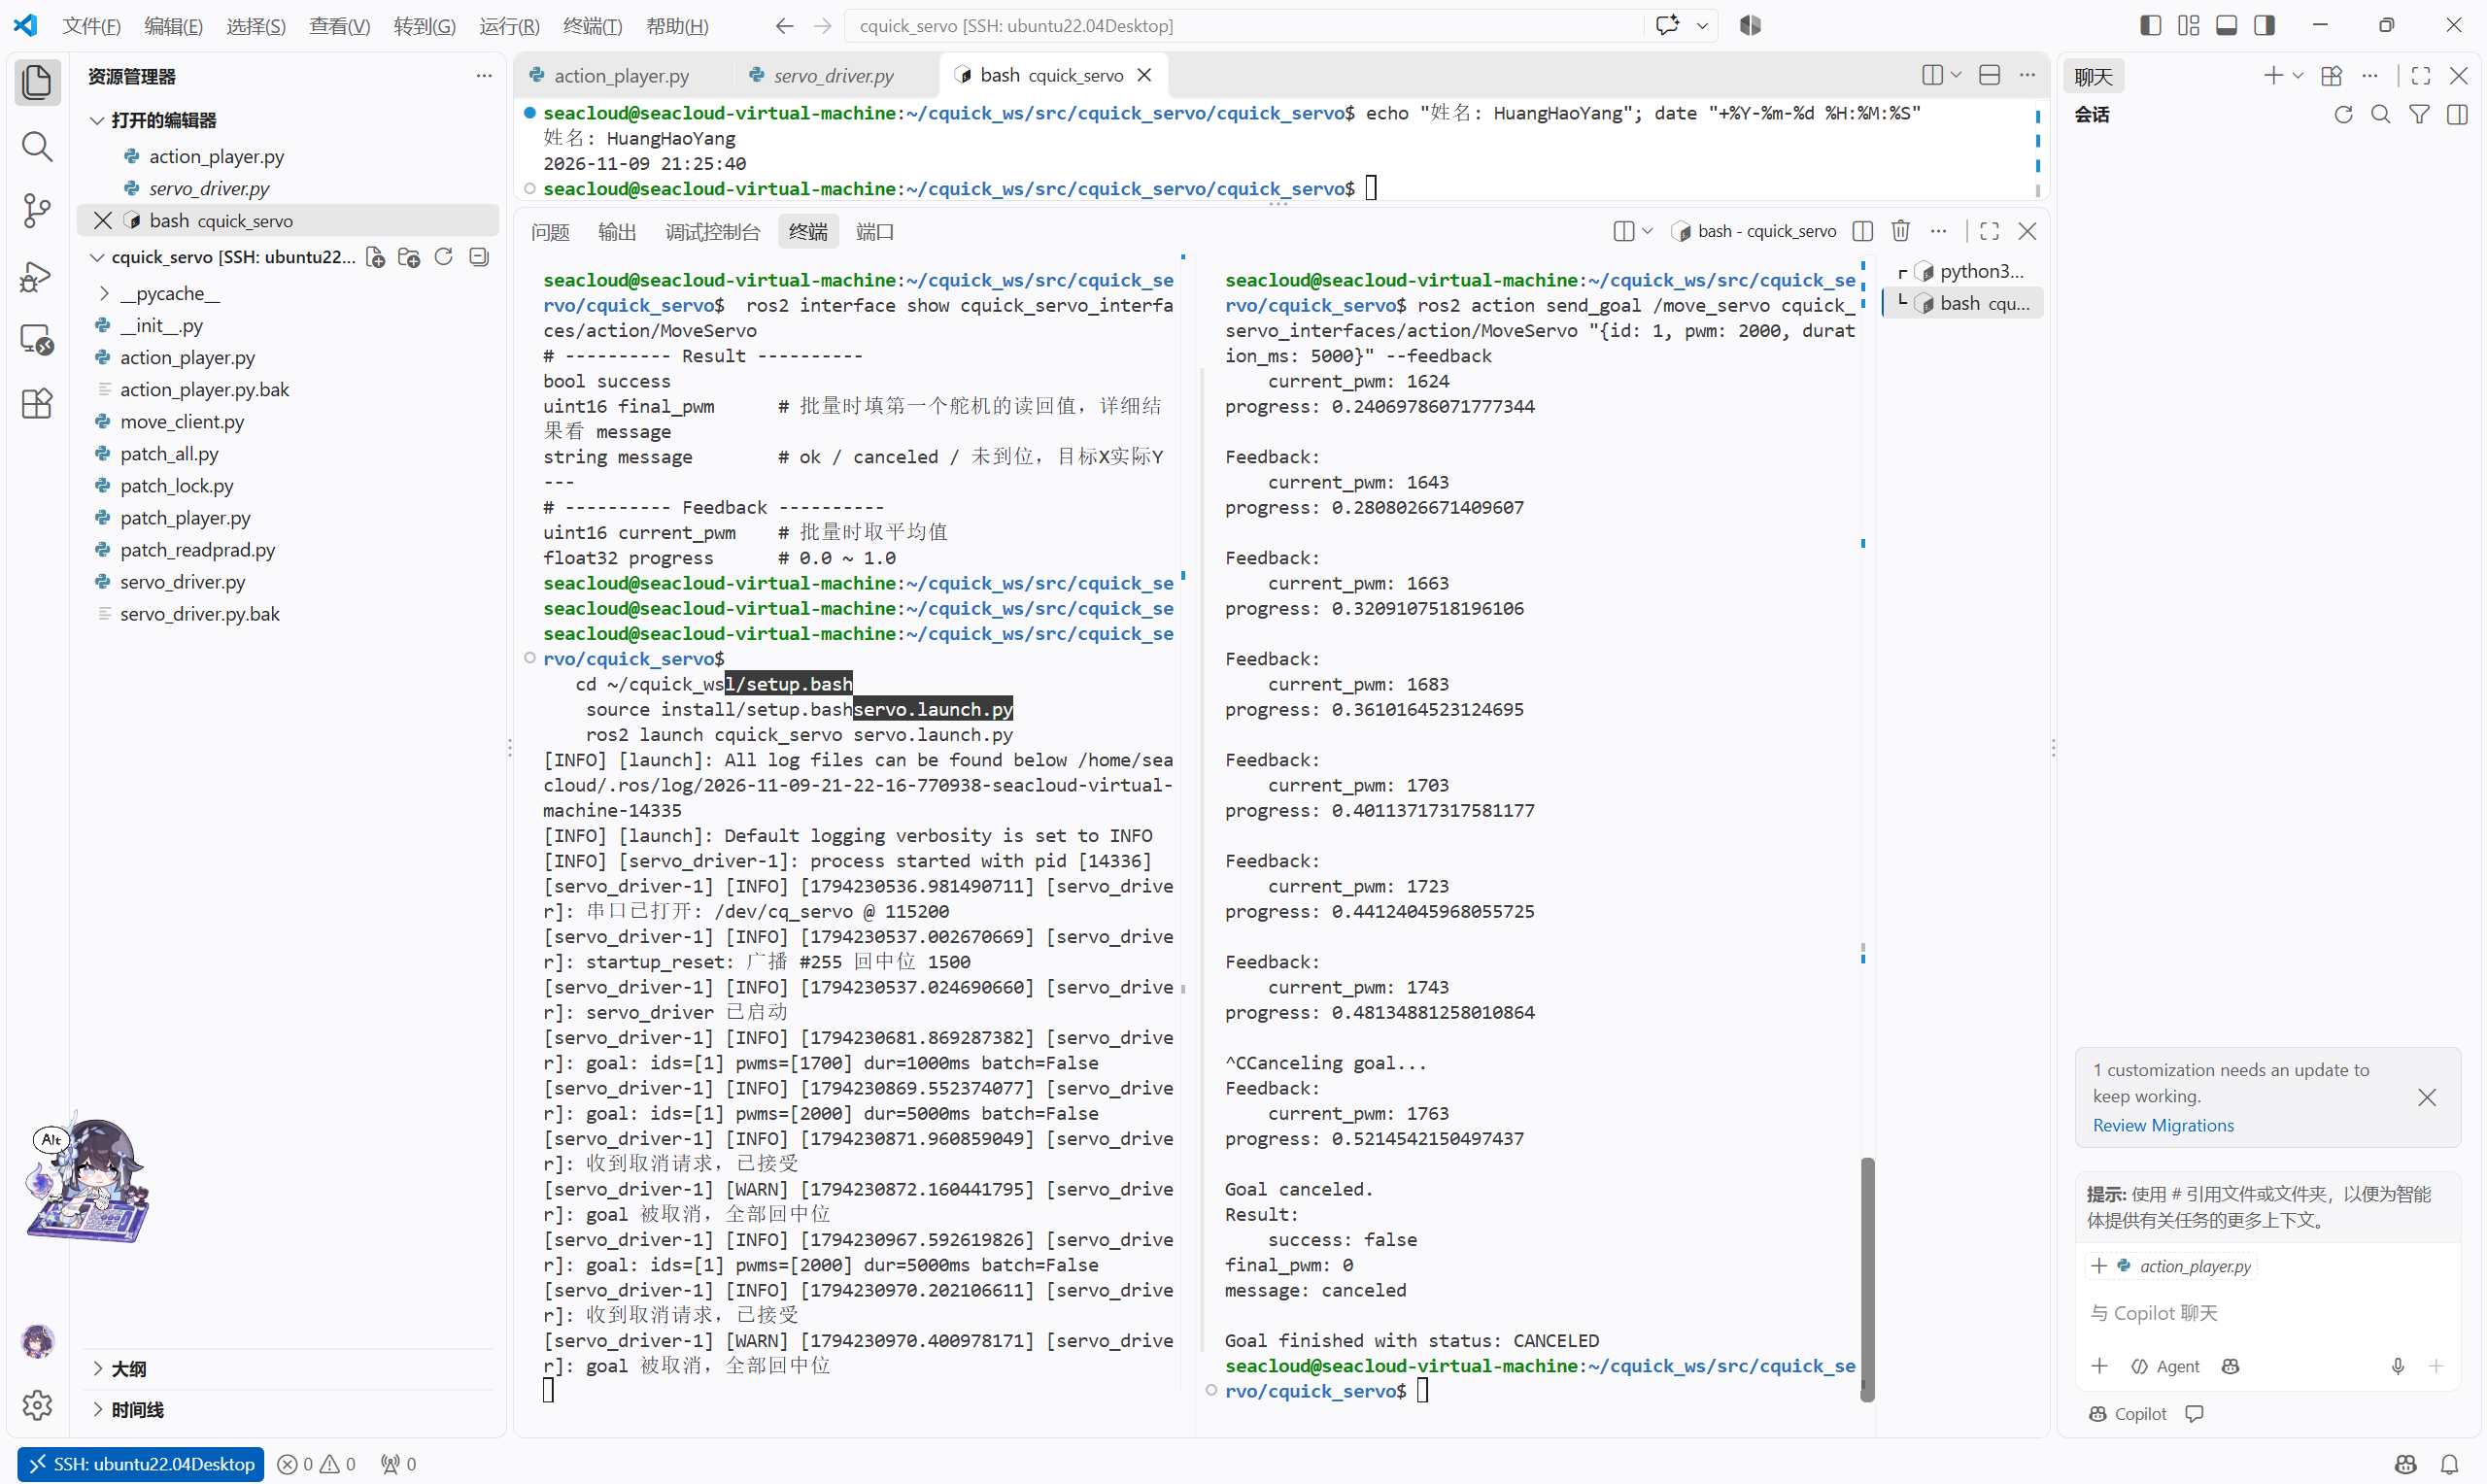 文件(F) 编辑(E) 选择(S) 查看(V) 转到(G) 运行(R) 终端(T) 帮助(H)
cquick_servo [SSH: ubuntu22.04Desktop]
资源管理器
打开的编辑器
action_player.py
servo_driver.py
bash cquick_servo
cquick_servo [SSH: ubuntu22...
__pycache__
__init__.py
action_player.py
action_player.py.bak
move_client.py
patch_all.py
patch_lock.py
patch_player.py
patch_readprad.py
servo_driver.py
servo_driver.py.bak
Alt
大纲
时间线
action_player.py
servo_driver.py
bash cquick_servo
seacloud@seacloud-virtual-machine:~/cquick_ws/src/cquick_servo/cquick_servo$ echo "姓名: HuangHaoYang"; date "+%Y-%m-%d %H:%M:%S"
姓名: HuangHaoYang
2026-11-09 21:25:40
seacloud@seacloud-virtual-machine:~/cquick_ws/src/cquick_servo/cquick_servo$
问题 输出 调试控制台 终端 端口
bash - cquick_servo
seacloud@seacloud-virtual-machine:~/cquick_ws/src/cquick_se
rvo/cquick_servo$  ros2 interface show cquick_servo_interfa
ces/action/MoveServo
# ---------- Result ----------
bool success
uint16 final_pwm      # 批量时填第一个舵机的读回值，详细结
果看 message
string message        # ok / canceled / 未到位，目标X实际Y
---
# ---------- Feedback ----------
uint16 current_pwm    # 批量时取平均值
float32 progress      # 0.0 ~ 1.0
seacloud@seacloud-virtual-machine:~/cquick_ws/src/cquick_se
seacloud@seacloud-virtual-machine:~/cquick_ws/src/cquick_se
seacloud@seacloud-virtual-machine:~/cquick_ws/src/cquick_se
rvo/cquick_servo$
cd ~/cquick_wsl/setup.bash
source install/setup.bashservo.launch.py
ros2 launch cquick_servo servo.launch.py
[INFO] [launch]: All log files can be found below /home/sea
cloud/.ros/log/2026-11-09-21-22-16-770938-seacloud-virtual-
machine-14335
[INFO] [launch]: Default logging verbosity is set to INFO
[INFO] [servo_driver-1]: process started with pid [14336]
[servo_driver-1] [INFO] [1794230536.981490711] [servo_drive
r]: 串口已打开: /dev/cq_servo @ 115200
[servo_driver-1] [INFO] [1794230537.002670669] [servo_drive
r]: startup_reset: 广播 #255 回中位 1500
[servo_driver-1] [INFO] [1794230537.024690660] [servo_drive
r]: servo_driver 已启动
[servo_driver-1] [INFO] [1794230681.869287382] [servo_drive
r]: goal: ids=[1] pwms=[1700] dur=1000ms batch=False
[servo_driver-1] [INFO] [1794230869.552374077] [servo_drive
r]: goal: ids=[1] pwms=[2000] dur=5000ms batch=False
[servo_driver-1] [INFO] [1794230871.960859049] [servo_drive
r]: 收到取消请求，已接受
[servo_driver-1] [WARN] [1794230872.160441795] [servo_drive
r]: goal 被取消，全部回中位
[servo_driver-1] [INFO] [1794230967.592619826] [servo_drive
r]: goal: ids=[1] pwms=[2000] dur=5000ms batch=False
[servo_driver-1] [INFO] [1794230970.202106611] [servo_drive
r]: 收到取消请求，已接受
[servo_driver-1] [WARN] [1794230970.400978171] [servo_drive
r]: goal 被取消，全部回中位
seacloud@seacloud-virtual-machine:~/cquick_ws/src/cquick_se
rvo/cquick_servo$ ros2 action send_goal /move_servo cquick_
servo_interfaces/action/MoveServo "{id: 1, pwm: 2000, durat
ion_ms: 5000}" --feedback
current_pwm: 1624
progress: 0.24069786071777344
Feedback:
current_pwm: 1643
progress: 0.2808026671409607
Feedback:
current_pwm: 1663
progress: 0.3209107518196106
Feedback:
current_pwm: 1683
progress: 0.3610164523124695
Feedback:
current_pwm: 1703
progress: 0.40113717317581177
Feedback:
current_pwm: 1723
progress: 0.44124045968055725
Feedback:
current_pwm: 1743
progress: 0.48134881258010864
^CCanceling goal...
Feedback:
current_pwm: 1763
progress: 0.5214542150497437
Goal canceled.
Result:
success: false
final_pwm: 0
message: canceled
Goal finished with status: CANCELED
seacloud@seacloud-virtual-machine:~/cquick_ws/src/cquick_se
rvo/cquick_servo$
python3...
bash cqu...
聊天
会话
1 customization needs an update to
keep working.
Review Migrations
提示: 使用 # 引用文件或文件夹，以便为智能
体提供有关任务的更多上下文。
action_player.py
与 Copilot 聊天
Agent
Copilot
SSH: ubuntu22.04Desktop 0 0 0